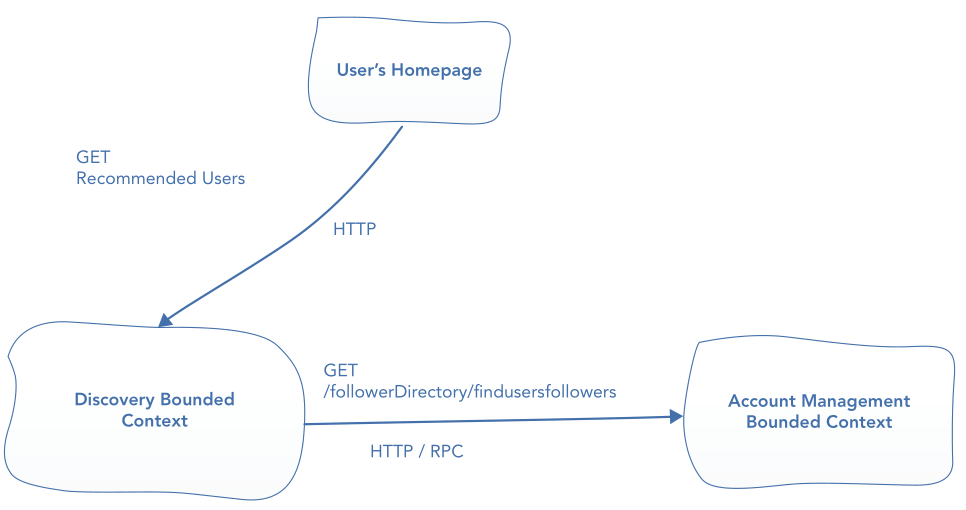 User’s Homepage
GET
Recommended Users
HTTP
GET
/followerDirectory/findusersfollowers
Discovery Bounded
Context
Account Management
Bounded Context
HTTP / RPC